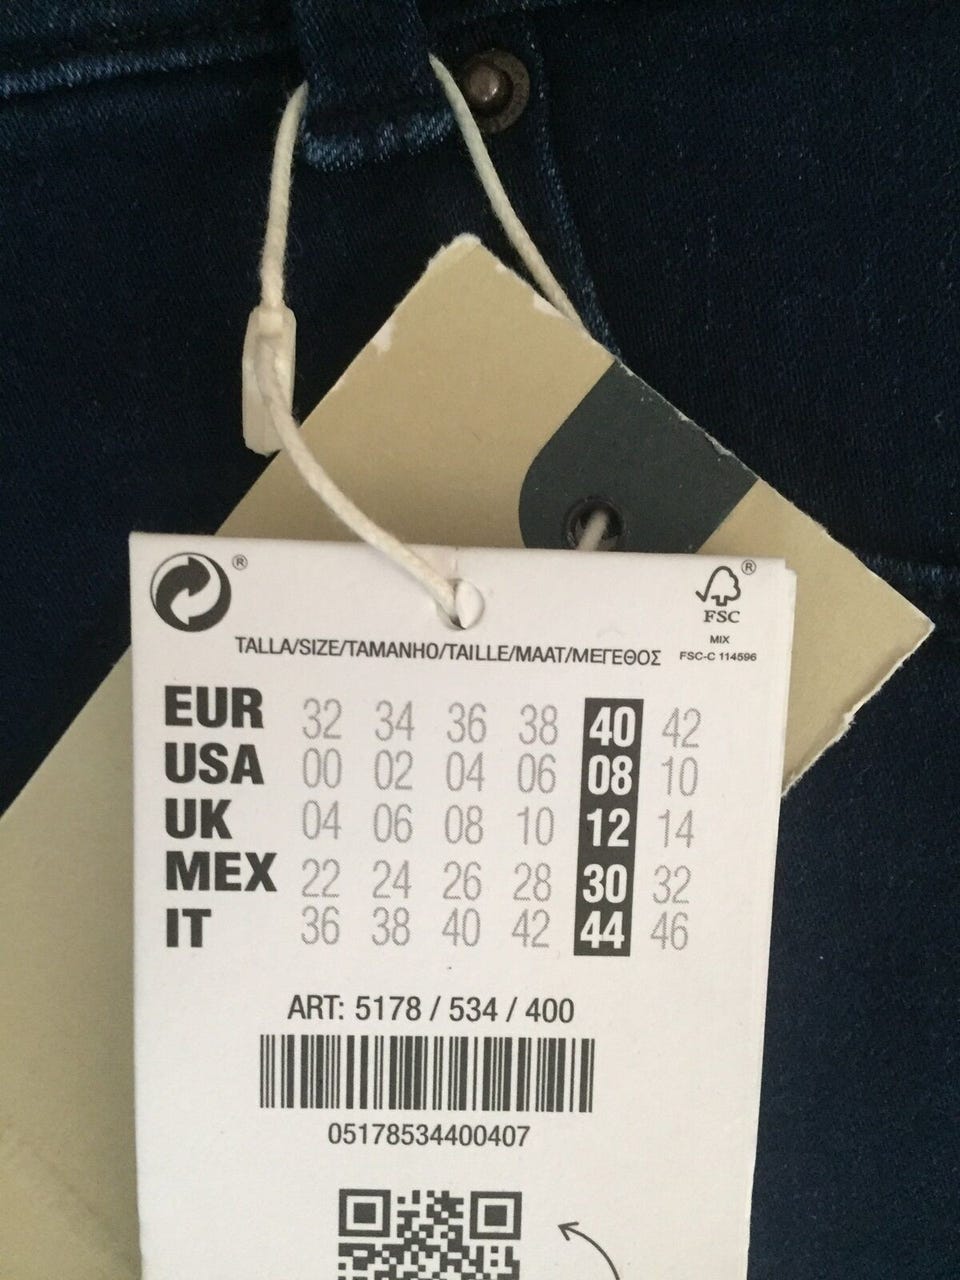 ®
®
FSC
MIX
FSC-C 114596
TALLA/SIZE/TAMANHO/TAILLE/MAAT/ΜΕΓΕΘΟΣ
EUR 32 34 36 38 40 42
USA 00 02 04 06 08 10
UK 04 06 08 10 12 14
MEX 22 24 26 28 30 32
IT 36 38 40 42 44 46
ART: 5178 / 534 / 400
05178534400407